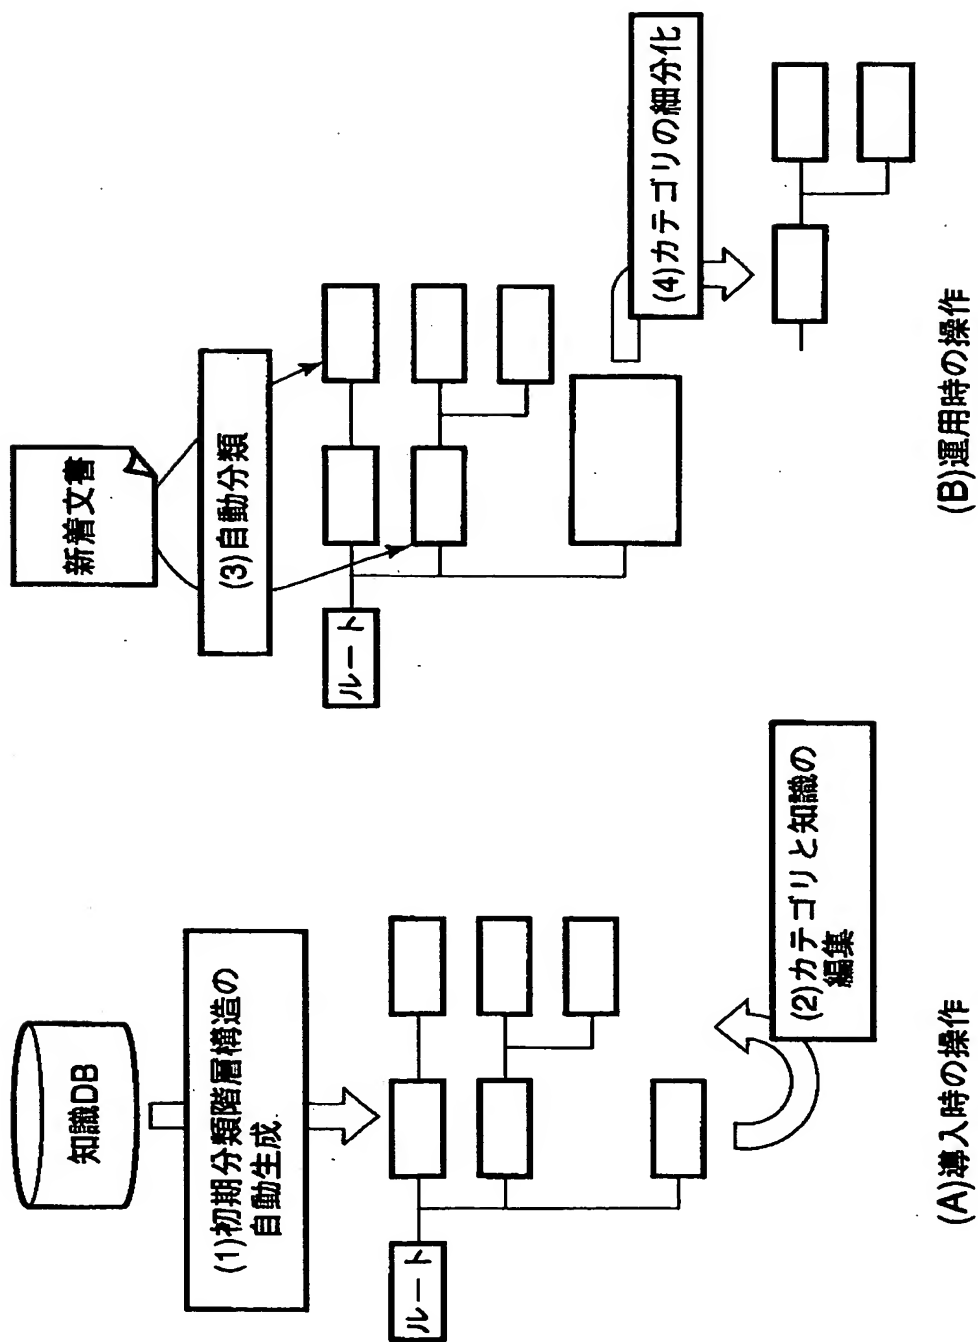 知識DB
(1)初期分類階層構造の
自動生成
ルート
(2)カテゴリと知識の
編集
(A)導入時の操作
新着文書
(3)自動分類
ルート
(4)カテゴリの細分化
(B)運用時の操作